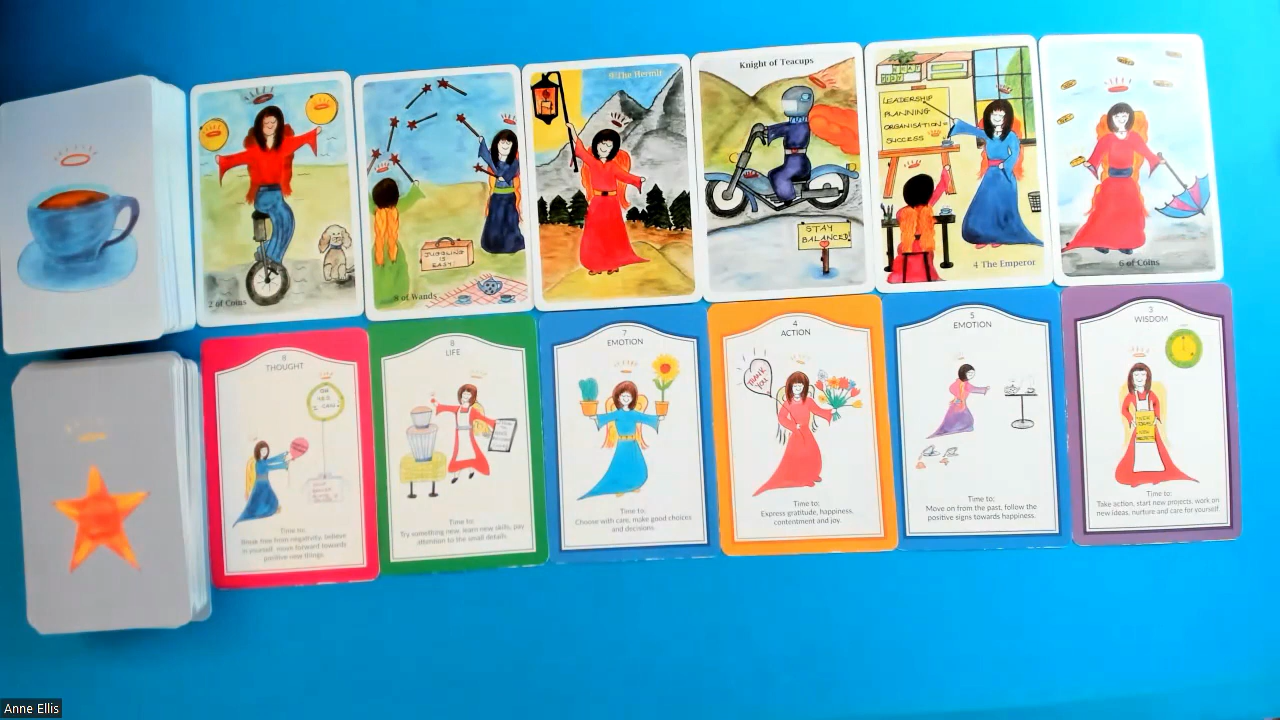 2 of Coins
JUGGLING
IS
EASY!
8 of Wands
9 The Hermit
Knight of Teacups
STAY
BALANCED!
LEADERSHIP
PLANNING
ORGANISATION=
SUCCESS
4 The Emperor
6 of Coins
THOUGHT
Time to:
Break free from negativity, believe
in yourself, move forward towards
positive new things.
8
LIFE
Time to:
Try something new, learn new skills, pay
attention to the small details.
7
EMOTION
Time to:
Choose with care, make good choices
and decisions.
4
ACTION
THANK
YOU
Time to:
Express gratitude, happiness,
contentment and joy.
5
EMOTION
Time to:
Move on from the past, follow the
positive signs towards happiness.
3
WISDOM
Time to:
Take action, start new projects, work on
new ideas, nurture and care for yourself.
Anne Ellis